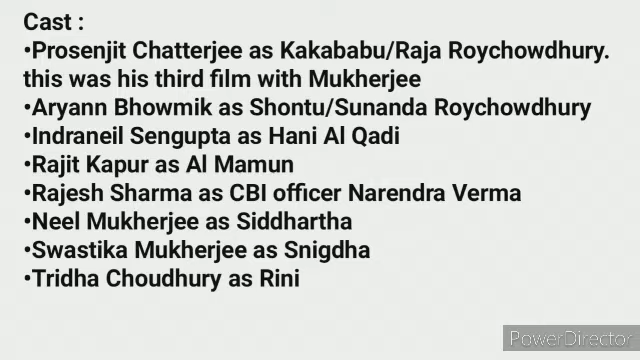 Cast :
•Prosenjit Chatterjee as Kakababu/Raja Roychowdhury.
this was his third film with Mukherjee
•Aryann Bhowmik as Shontu/Sunanda Roychowdhury
•Indraneil Sengupta as Hani Al Qadi
•Rajit Kapur as Al Mamun
•Rajesh Sharma as CBI officer Narendra Verma
•Neel Mukherjee as Siddhartha
•Swastika Mukherjee as Snigdha
•Tridha Choudhury as Rini
PowerDirector